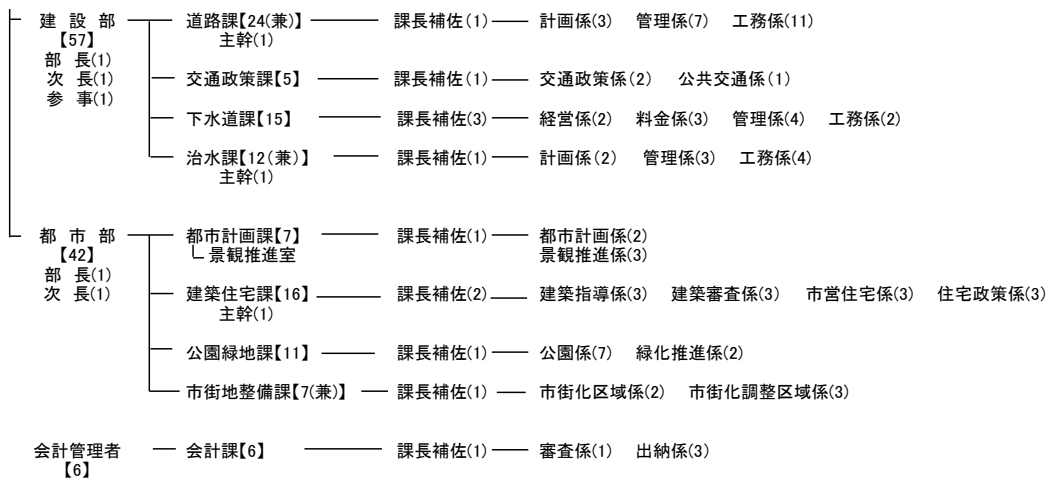 建設部 道路課【24(兼)】 課長補佐(1) 計画係(3) 管理係(7) 工務係(11)
【57】 主幹(1)
部長(1)
次長(1) 交通政策課【5】 課長補佐(1) 交通政策係(2) 公共交通係(1)
参事(1)
下水道課【15】 課長補佐(3) 経営係(2) 料金係(3) 管理係(4) 工務係(2)
治水課【12(兼)】 課長補佐(1) 計画係(2) 管理係(3) 工務係(4)
主幹(1)
都市部 都市計画課【7】 課長補佐(1) 都市計画係(2)
【42】 景観推進室 景観推進係(3)
部長(1)
次長(1) 建築住宅課【16】 課長補佐(2) 建築指導係(3) 建築審査係(3) 市営住宅係(3) 住宅政策係(3)
主幹(1)
公園緑地課【11】 課長補佐(1) 公園係(7) 緑化推進係(2)
市街地整備課【7(兼)】 課長補佐(1) 市街化区域係(2) 市街化調整区域係(3)
会計管理者 会計課【6】 課長補佐(1) 審査係(1) 出納係(3)
【6】